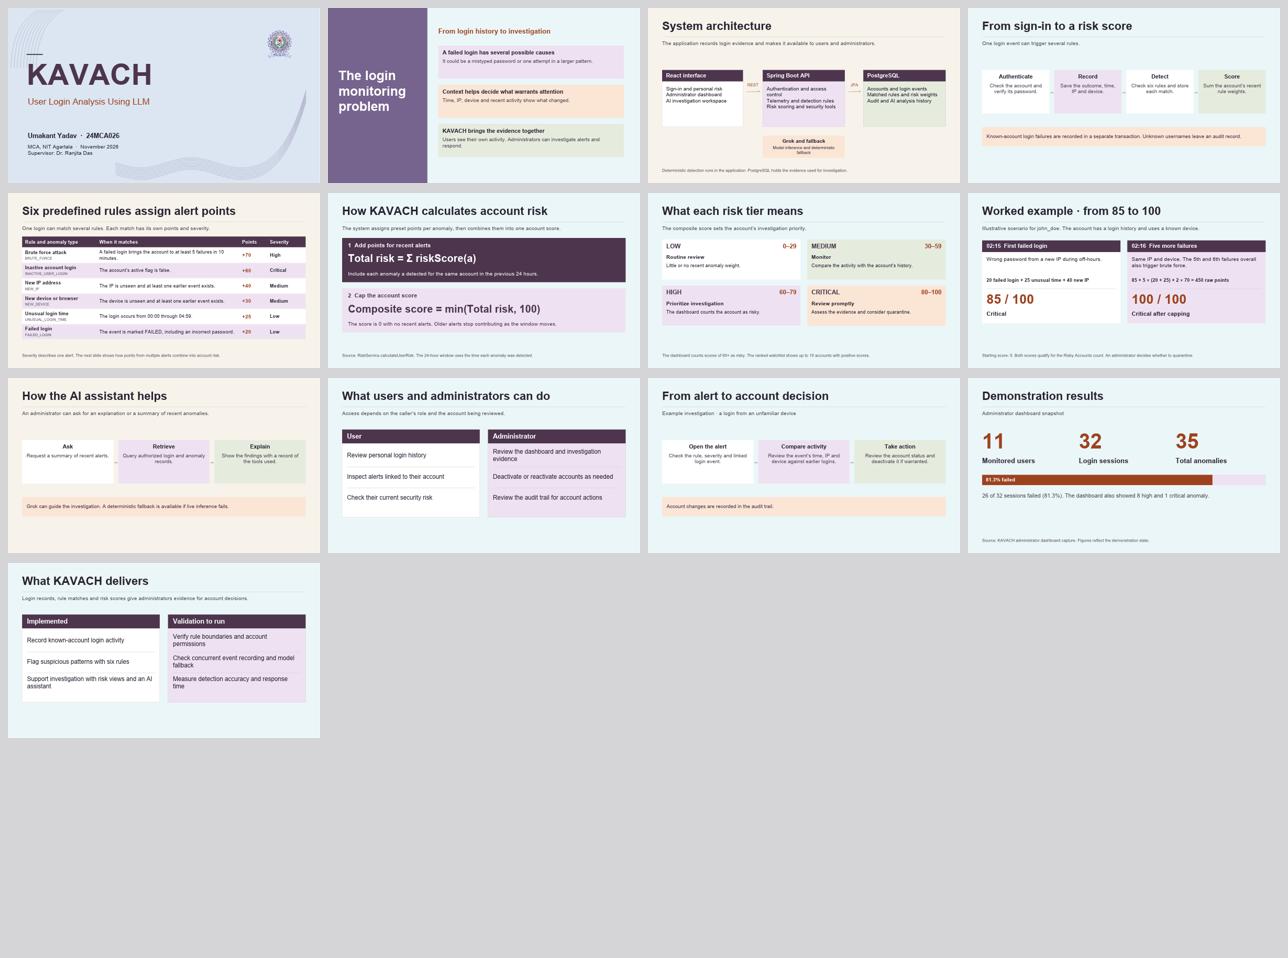 KAVACH
User Login Analysis Using LLM
Umakant Yadav · 24MCA026
MCA, NIT Agartala · November 2026
Supervisor: Dr. Ranjita Das
The login
monitoring
problem
From login history to investigation
A failed login has several possible causes
It could be a mistyped password or one attempt in a larger pattern.
Context helps decide what warrants attention
Time, IP, device and recent activity show what changed.
KAVACH brings the evidence together
Users see their own activity. Administrators can investigate alerts and
respond.
System architecture
The application records login evidence and makes it available to users and administrators.
React interface
Sign-in and personal risk
Administrator dashboard
AI investigation workspace
REST
Spring Boot API
Authentication and access
control
Telemetry and detection rules
Risk scoring and security tools
JPA
PostgreSQL
Accounts and login events
Matched rules and risk weights
Audit and AI analysis history
Grok and fallback
Model inference and deterministic
fallback
Deterministic detection runs in the application. PostgreSQL holds the evidence used for investigation.
From sign-in to a risk score
One login event can trigger several rules.
Authenticate
Check the account and
verify its password.
Record
Save the outcome, time,
IP and device.
Detect
Check six rules and store
each match.
Score
Sum the account's recent
rule weights.
Known-account login failures are recorded in a separate transaction. Unknown usernames leave an audit record.
Six predefined rules assign alert points
One login can match several rules. Each match has its own points and severity.
Rule and anomaly type When it matches Points Severity
Brute force attack
BRUTE_FORCE
A failed login brings the account to at least 5 failures in 10
minutes.
+70 High
Inactive account login
INACTIVE_USER_LOGIN
The account's active flag is false. +60 Critical
New IP address
NEW_IP
The IP is unseen and at least one earlier event exists. +40 Medium
New device or browser
NEW_DEVICE
The device is unseen and at least one earlier event exists. +30 Medium
Unusual login time
UNUSUAL_LOGIN_TIME
The login occurs from 00:00 through 04:59. +25 Low
Failed login
FAILED_LOGIN
The event is marked FAILED, including an incorrect password. +20 Low
Severity describes one alert. The next slide shows how points from multiple alerts combine into account risk.
How KAVACH calculates account risk
The system assigns preset points per anomaly, then combines them into one account score.
1 Add points for recent alerts
Total risk = Σ riskScore(a)
Include each anomaly a detected for the same account in the previous 24 hours.
2 Cap the account score
Composite score = min(Total risk, 100)
The score is 0 with no recent alerts. Older alerts stop contributing as the window moves.
Source: RiskService.calculateUserRisk. The 24-hour window uses the time each anomaly was detected.
What each risk tier means
The composite score sets the account's investigation priority.
LOW 0–29
Routine review
Little or no recent anomaly weight.
MEDIUM 30–59
Monitor
Compare the activity with the account's history.
HIGH 60–79
Prioritize investigation
The dashboard counts the account as risky.
CRITICAL 80–100
Review promptly
Assess the evidence and consider quarantine.
The dashboard counts scores of 60+ as risky. The ranked watchlist shows up to 10 accounts with positive scores.
Worked example · from 85 to 100
Illustrative scenario for john_doe. The account has a login history and uses a known device.
02:15 First failed login
Wrong password from a new IP during off-hours.
20 failed login + 25 unusual time + 40 new IP
85 / 100
Critical
02:16 Five more failures
Same IP and device. The 5th and 6th failures overall
also trigger brute force.
85 + 5 × (20 + 25) + 2 × 70 = 450 raw points
100 / 100
Critical after capping
Starting score: 0. Both scores qualify for the Risky Accounts count. An administrator decides whether to quarantine.
How the AI assistant helps
An administrator can ask for an explanation or a summary of recent anomalies.
Ask
Request a summary of recent alerts.
Retrieve
Query authorized login and anomaly
records.
Explain
Show the findings with a record of
the tools used.
Grok can guide the investigation. A deterministic fallback is available if live inference fails.
What users and administrators can do
Access depends on the caller's role and the account being reviewed.
User
Review personal login history
Inspect alerts linked to their account
Check their current security risk
Administrator
Review the dashboard and investigation
evidence
Deactivate or reactivate accounts as needed
Review the audit trail for account actions
From alert to account decision
Example investigation · a login from an unfamiliar device
Open the alert
Check the rule, severity and linked
login event.
Compare activity
Review the event's time, IP and
device against earlier logins.
Take action
Review the account status and
deactivate it if warranted.
Account changes are recorded in the audit trail.
Demonstration results
Administrator dashboard snapshot
11
Monitored users
32
Login sessions
35
Total anomalies
81.3% failed
26 of 32 sessions failed (81.3%). The dashboard also showed 8 high and 1 critical anomaly.
Source: KAVACH administrator dashboard capture. Figures reflect the demonstration state.
What KAVACH delivers
Login records, rule matches and risk scores give administrators evidence for account decisions.
Implemented
Record known-account login activity
Flag suspicious patterns with six rules
Support investigation with risk views and an AI
assistant
Validation to run
Verify rule boundaries and account
permissions
Check concurrent event recording and model
fallback
Measure detection accuracy and response
time